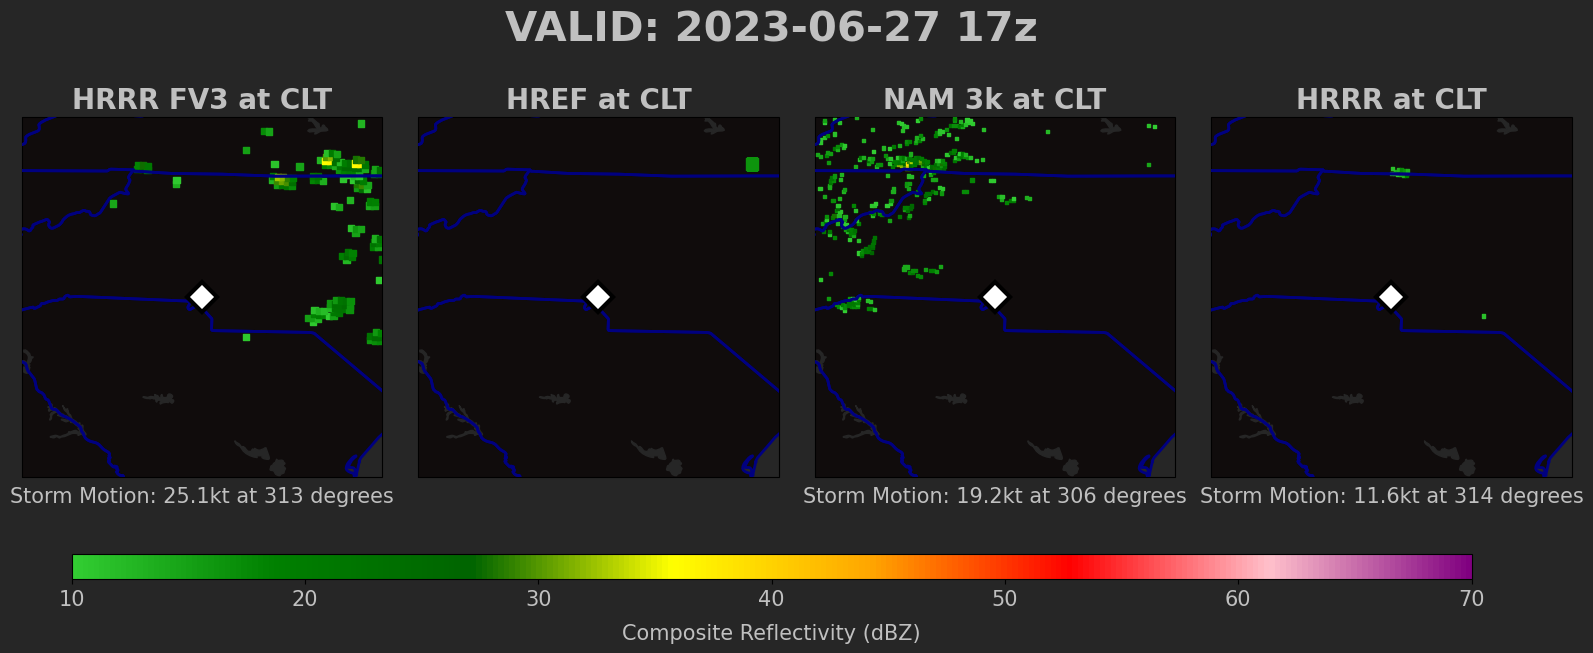 VALID: 2023-06-27 17z
HRRR FV3 at CLT
HREF at CLT
NAM 3k at CLT
HRRR at CLT
Storm Motion: 25.1kt at 313 degrees
Storm Motion: 19.2kt at 306 degrees
Storm Motion: 11.6kt at 314 degrees
10 20 30 40 50 60 70
Composite Reflectivity (dBZ)